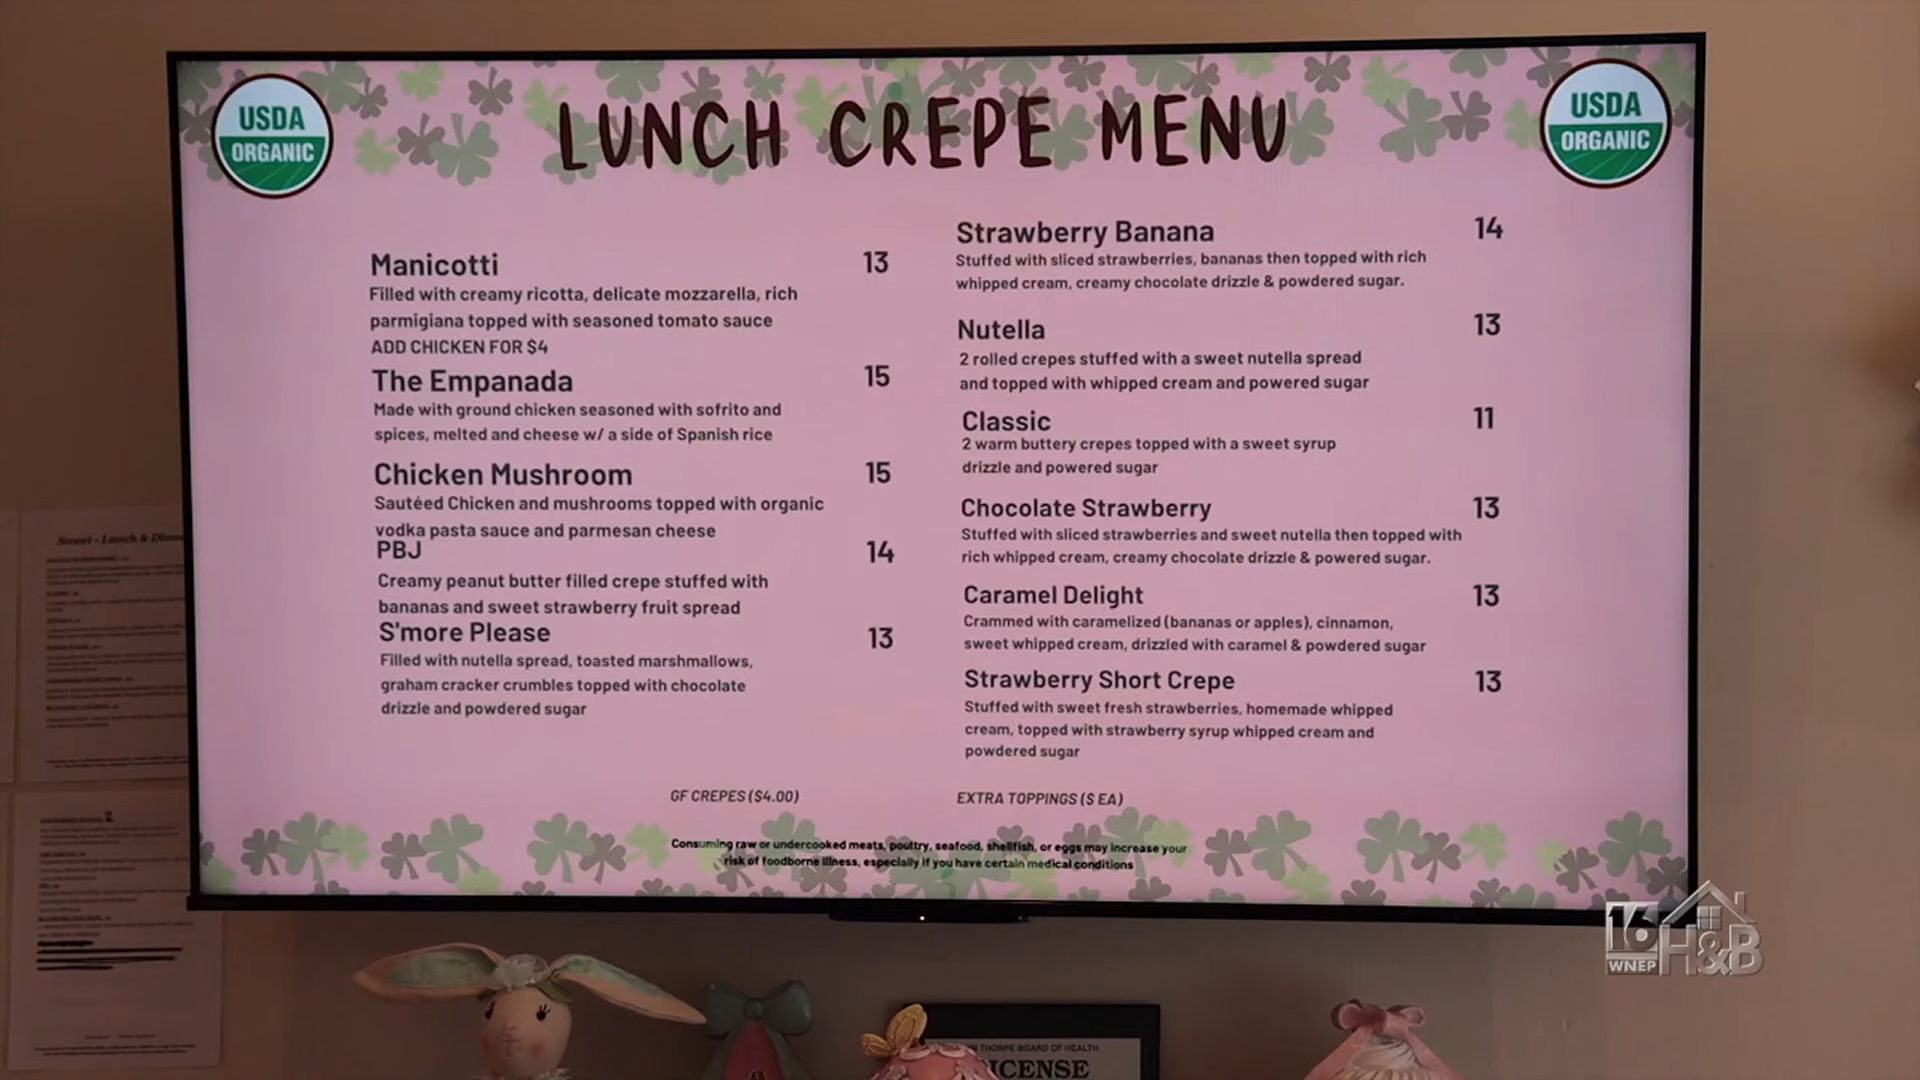 USDA
ORGANIC
LUNCH CREPE MENU
USDA
ORGANIC
Manicotti 13
Filled with creamy ricotta, delicate mozzarella, rich
parmigiana topped with seasoned tomato sauce
ADD CHICKEN FOR $4
The Empanada 15
Made with ground chicken seasoned with sofrito and
spices, melted and cheese w/ a side of Spanish rice
Chicken Mushroom 15
Sautéed Chicken and mushrooms topped with organic
vodka pasta sauce and parmesan cheese
PBJ 14
Creamy peanut butter filled crepe stuffed with
bananas and sweet strawberry fruit spread
S'more Please 13
Filled with nutella spread, toasted marshmallows,
graham cracker crumbles topped with chocolate
drizzle and powdered sugar
GF CREPES ($4.00)
Strawberry Banana 14
Stuffed with sliced strawberries, bananas then topped with rich
whipped cream, creamy chocolate drizzle & powdered sugar.
Nutella 13
2 rolled crepes stuffed with a sweet nutella spread
and topped with whipped cream and powered sugar
Classic 11
2 warm buttery crepes topped with a sweet syrup
drizzle and powered sugar
Chocolate Strawberry 13
Stuffed with sliced strawberries and sweet nutella then topped with
rich whipped cream, creamy chocolate drizzle & powdered sugar.
Caramel Delight 13
Crammed with caramelized (bananas or apples), cinnamon,
sweet whipped cream, drizzled with caramel & powdered sugar
Strawberry Short Crepe 13
Stuffed with sweet fresh strawberries, homemade whipped
cream, topped with strawberry syrup whipped cream and
powdered sugar
EXTRA TOPPINGS ($ EA)
Consuming raw or undercooked meats, poultry, seafood, shellfish, or eggs may increase your
risk of foodborne illness, especially if you have certain medical conditions
Sweet - Lunch &
THORPE BOARD OF HEALTH
16
WNEP
H&B